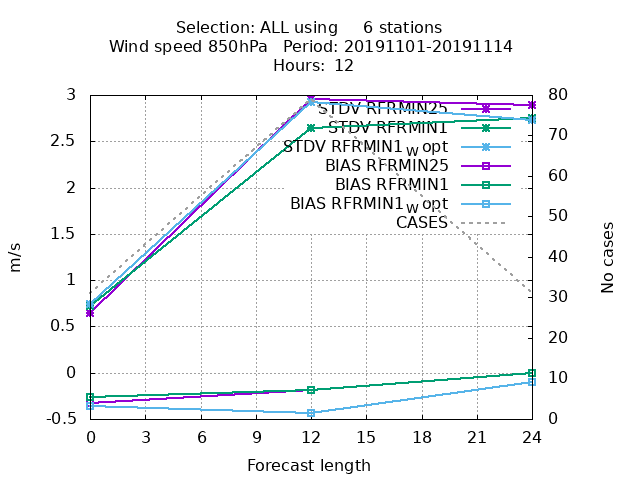 Selection: ALL using 6 stations
Wind speed 850hPa Period: 20191101-20191114
Hours: 12
STDV RFRMIN25
STDV RFRMIN1
STDV RFRMIN1w opt
BIAS RFRMIN25
BIAS RFRMIN1
BIAS RFRMIN1w opt
CASES
3
2.5
2
1.5
1
0.5
0
-0.5
m/s
80
70
60
50
40
30
20
10
0
No cases
0 3 6 9 12 15 18 21 24
Forecast length